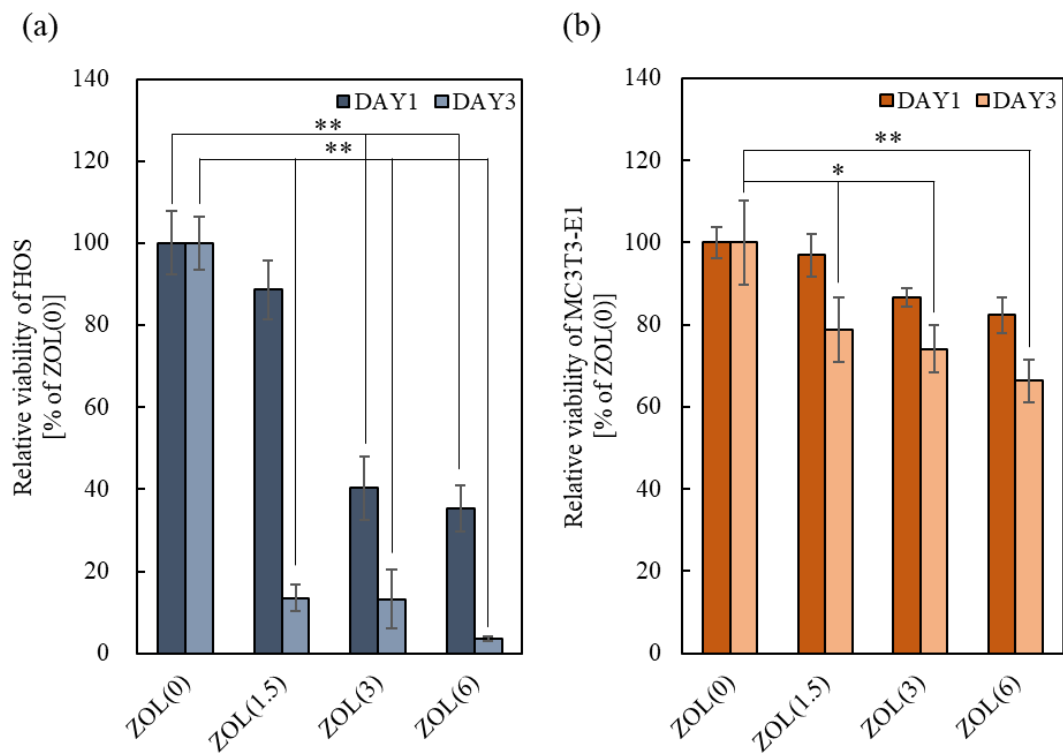 (a)
140
120
100
80
60
40
20
0
Relative viability of HOS
[% of ZOL(0)]
DAY1 DAY3
**
**
ZOL(0) ZOL(1.5) ZOL(3) ZOL(6)
(b)
140
120
100
80
60
40
20
0
Relative viability of MC3T3-E1
[% of ZOL(0)]
DAY1 DAY3
**
*
ZOL(0) ZOL(1.5) ZOL(3) ZOL(6)